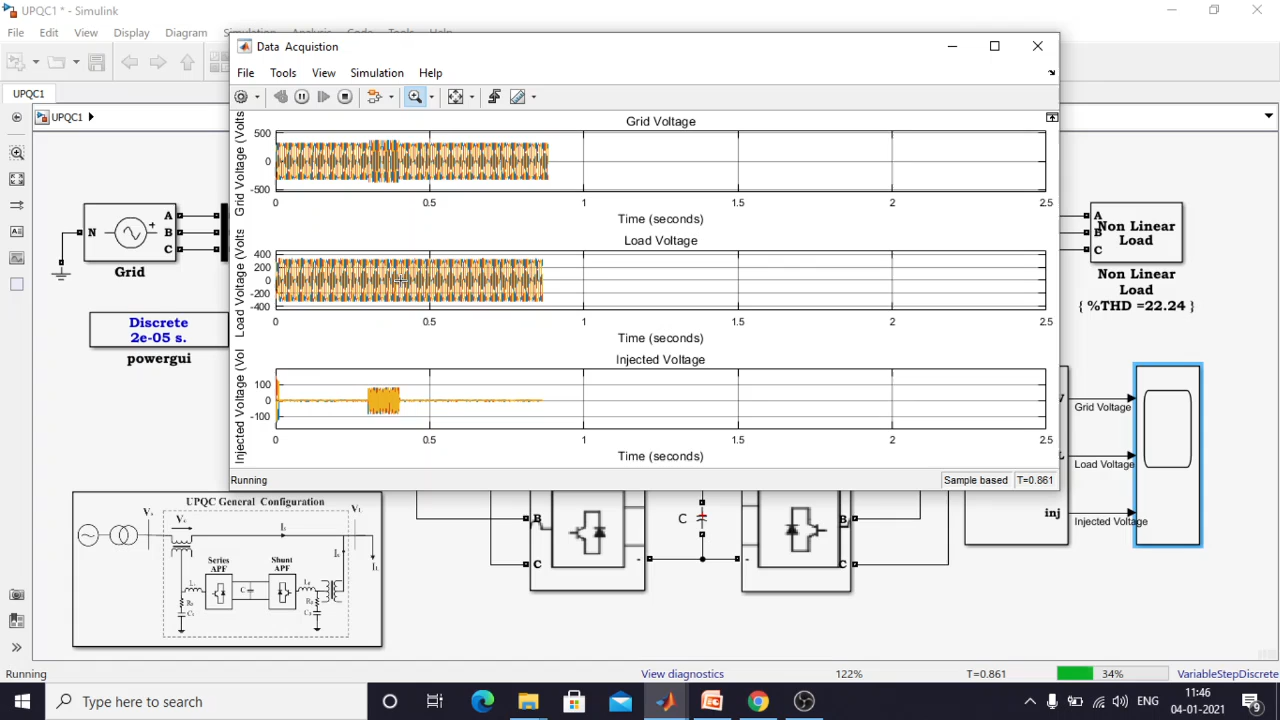 UPQC1 * - Simulink
File Edit View Display Diagram Simulation Analysis Code Tools Help
Data Acquistion
File Tools View Simulation Help
UPQC1
UPQC1
Grid Voltage
Grid Voltage (Volts
500
0
-500
0 0.5 1 1.5 2 2.5
Time (seconds)
Load Voltage
Load Voltage (Volts
400
200
0
-200
-400
0 0.5 1 1.5 2 2.5
Time (seconds)
Injected Voltage
Injected Voltage (Vol
100
0
-100
0 0.5 1 1.5 2 2.5
Time (seconds)
Running Sample based T=0.861
N A
B
C
Grid
Discrete
2e-05 s.
powergui
A
B
C
Non Linear
Load
Non Linear
Load
{ %THD =22.24 }
Grid Voltage
Load Voltage
inj
Injected Voltage
UPQC General Configuration
Series
APF
Shunt
APF
C
B
C
-
C
-
B
C
Running View diagnostics 122% T=0.861 34% VariableStepDiscrete
Type here to search
ENG
11:46
04-01-2021
9